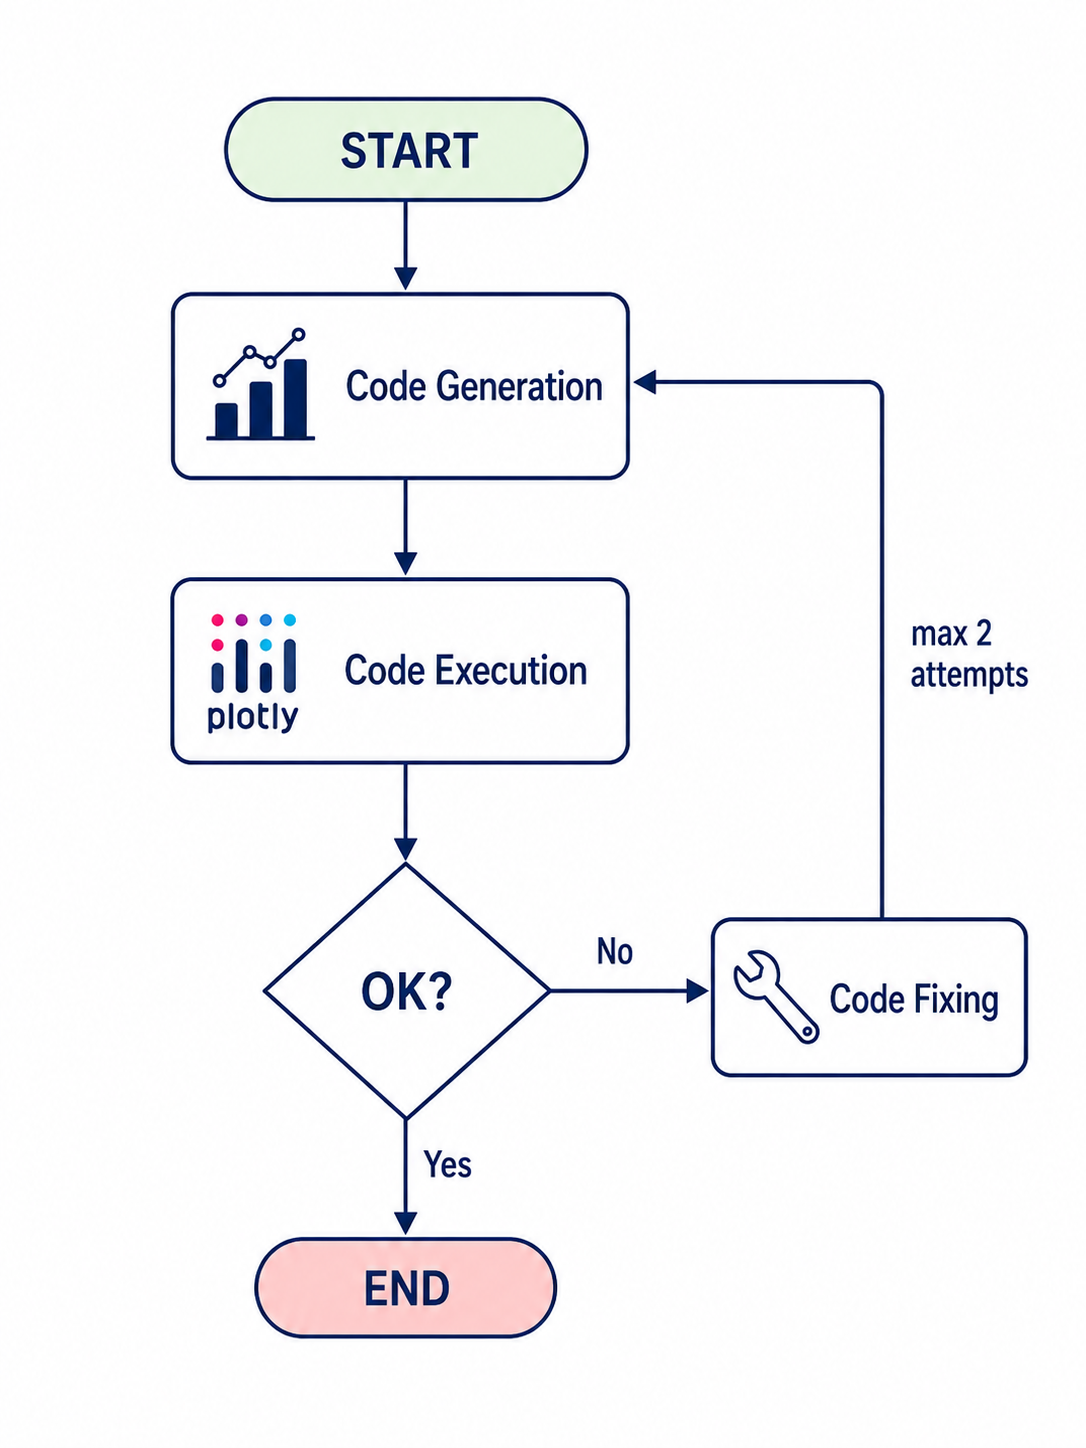 START
Code Generation
plotly
Code Execution
max 2
attempts
OK?
No
Code Fixing
Yes
END